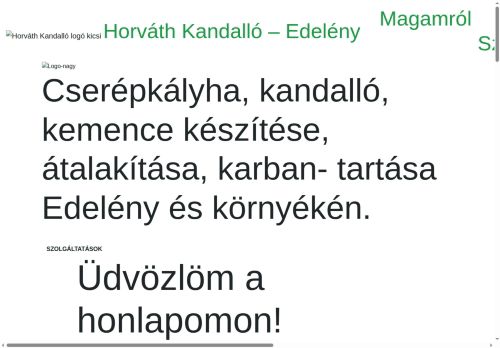 Horváth Kandalló logó kicsi Horváth Kandalló – Edelény Magamról
Logo-nagy
Cserépkályha, kandalló,
kemence készítése,
átalakítása, karban- tartása
Edelény és környékén.
SZOLGÁLTATÁSOK
Üdvözlöm a
honlapomon!